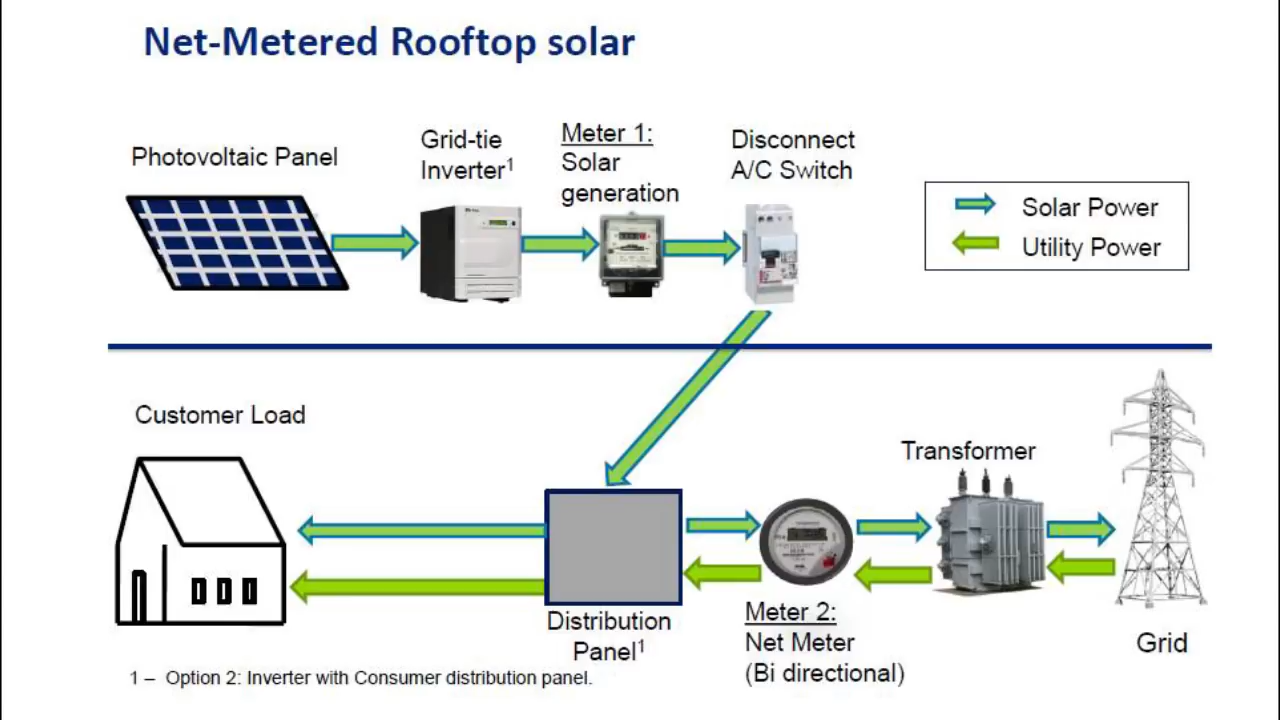 Net-Metered Rooftop solar
Photovoltaic Panel
Grid-tie
Inverter1
Meter 1:
Solar
generation
Disconnect
A/C Switch
Solar Power
Utility Power
Customer Load
Transformer
Distribution
Panel1
Meter 2:
Net Meter
(Bi directional)
Grid
1 – Option 2: Inverter with Consumer distribution panel.